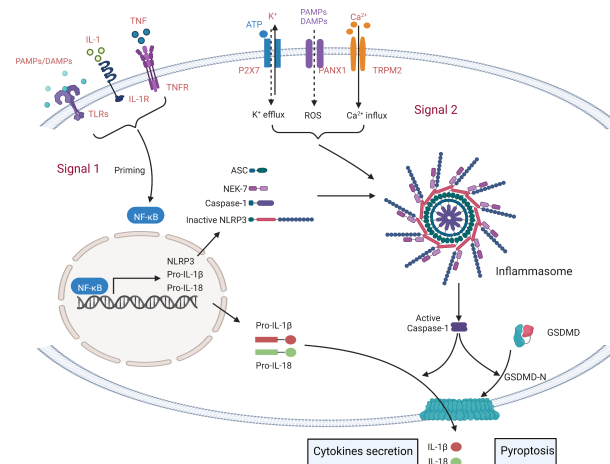 TNF
IL-1
PAMPs/DAMPs
TLRs
IL-1R
TNFR
Signal 1
Priming
NF-κB
NF-κB
NLRP3
Pro-IL-1β
Pro-IL-18
ATP
K⁺
P2X7
K⁺ efflux
PAMPs
DAMPs
PANX1
ROS
Ca²⁺
TRPM2
Ca²⁺ influx
Signal 2
ASC
NEK-7
Caspase-1
Inactive NLRP3
Inflammasome
Pro-IL-1β
Pro-IL-18
Active
Caspase-1
GSDMD
GSDMD-N
IL-1β
IL-18
Cytokines secretion
Pyroptosis